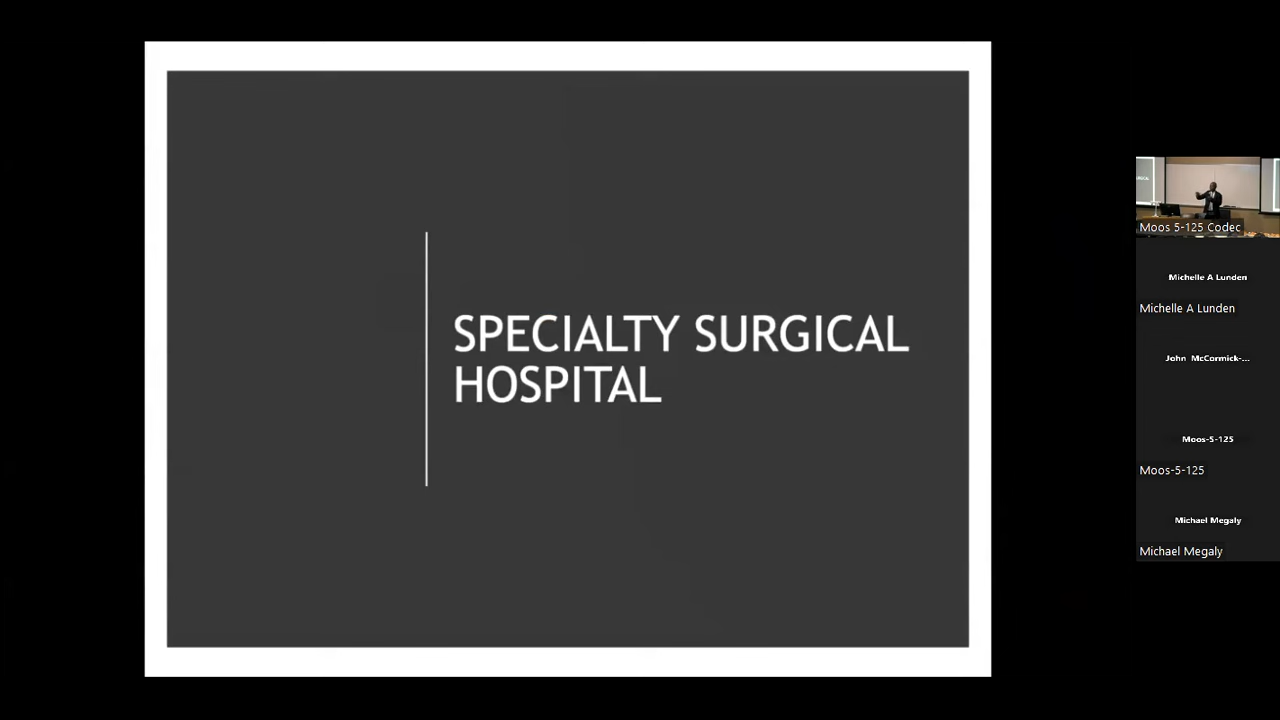 SPECIALTY SURGICAL
HOSPITAL
Moos 5-125 Codec
Michelle A Lunden
Michelle A Lunden
John McCormick-...
Moos-5-125
Moos-5-125
Michael Megaly
Michael Megaly